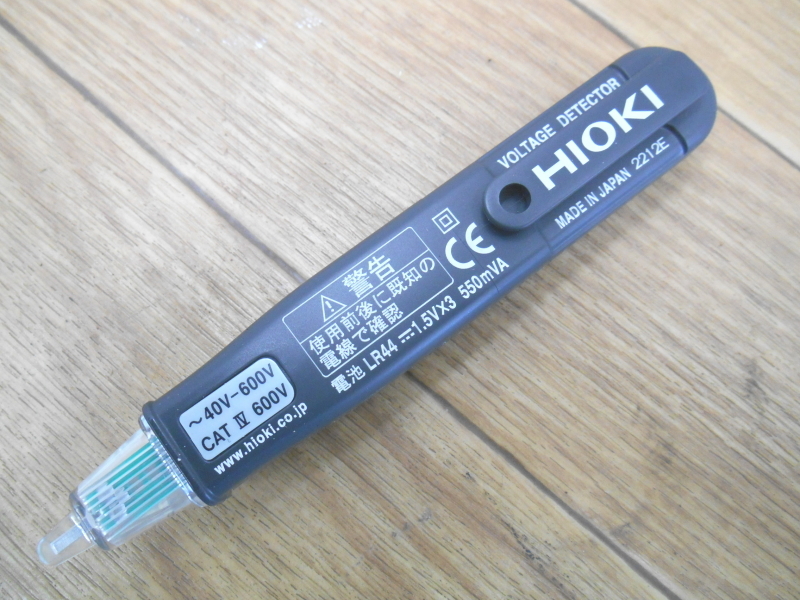 VOLTAGE DETECTOR
HIOKI
MADE IN JAPAN 2212E
CE
警告
使用前後に既知の
電線で確認
電池 LR44 ⎓1.5V×3 550mVA
~40V-600V
CAT Ⅳ 600V
www.hioki.co.jp